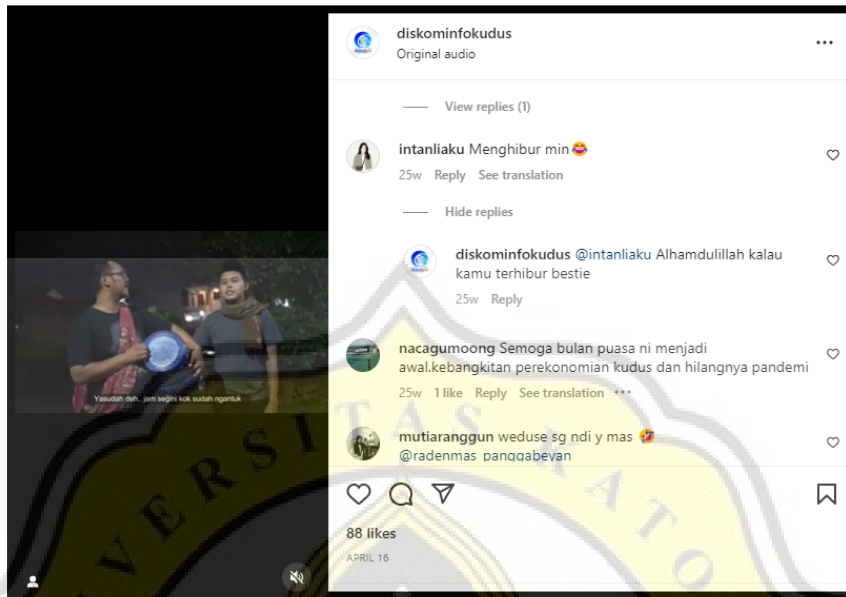 diskominfokudus
Original audio
View replies (1)
intanliaku Menghibur min😂
25w Reply See translation
Hide replies
diskominfokudus @intanliaku Alhamdulillah kalau
kamu terhibur bestie
25w Reply
nacagumoong Semoga bulan puasa ni menjadi
awal.kebangkitan perekonomian kudus dan hilangnya pandemi
25w 1 like Reply See translation
mutiaranggun weduse sg ndi y mas 🤣
@radenmas_panggabeyan
88 likes
APRIL 16
Yasudah deh.. jam segini kok sudah ngantuk